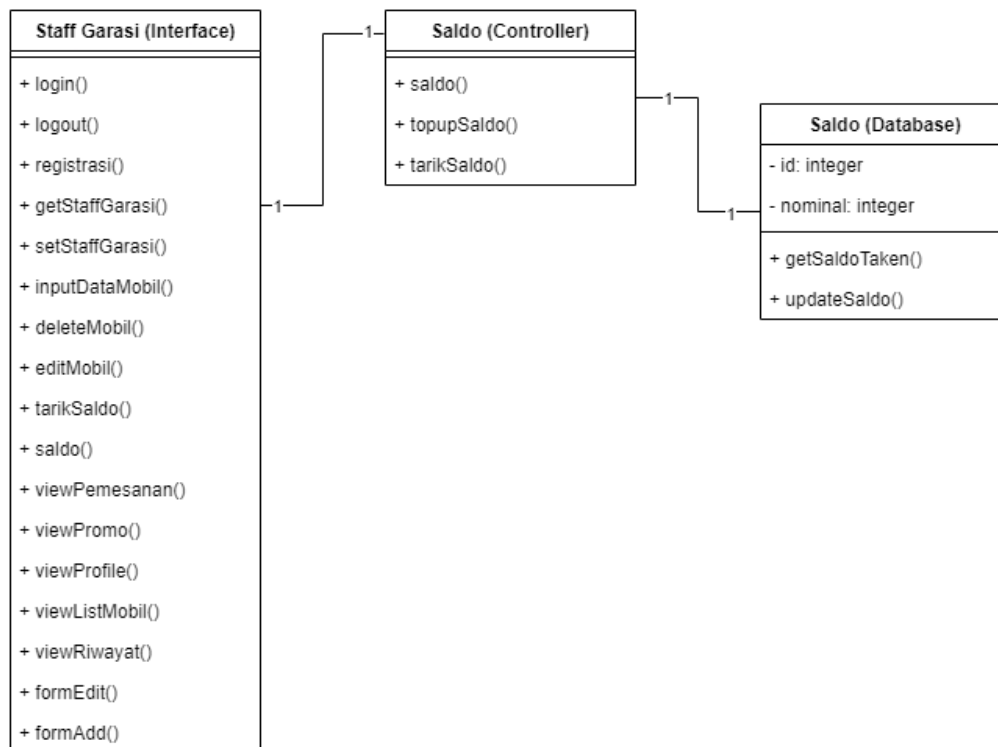 Staff Garasi (Interface)
+ login()
+ logout()
+ registrasi()
+ getStaffGarasi()
+ setStaffGarasi()
+ inputDataMobil()
+ deleteMobil()
+ editMobil()
+ tarikSaldo()
+ saldo()
+ viewPemesanan()
+ viewPromo()
+ viewProfile()
+ viewListMobil()
+ viewRiwayat()
+ formEdit()
+ formAdd()
1
1
Saldo (Controller)
+ saldo()
+ topupSaldo()
+ tarikSaldo()
1
1
Saldo (Database)
- id: integer
- nominal: integer
+ getSaldoTaken()
+ updateSaldo()